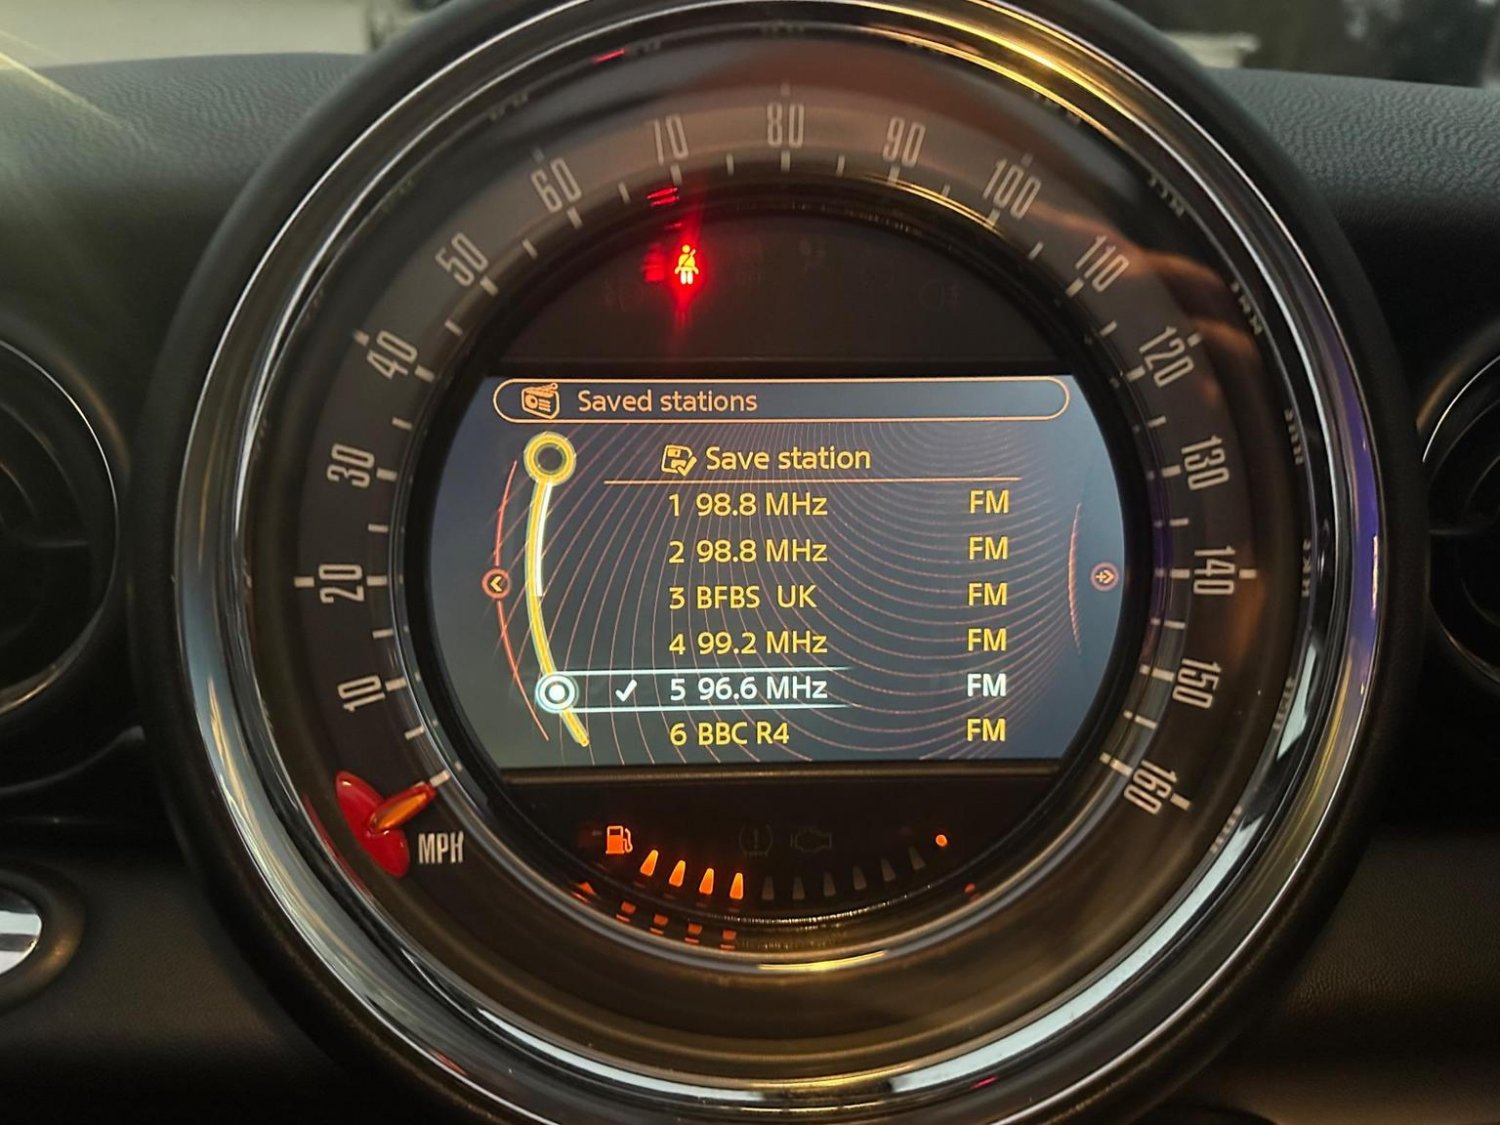 10
20
30
40
50
60
70
80
90
100
110
120
130
140
150
160
MPH
Saved stations
Save station
1 98.8 MHz FM
2 98.8 MHz FM
3 BFBS UK FM
4 99.2 MHz FM
5 96.6 MHz FM
6 BBC R4 FM